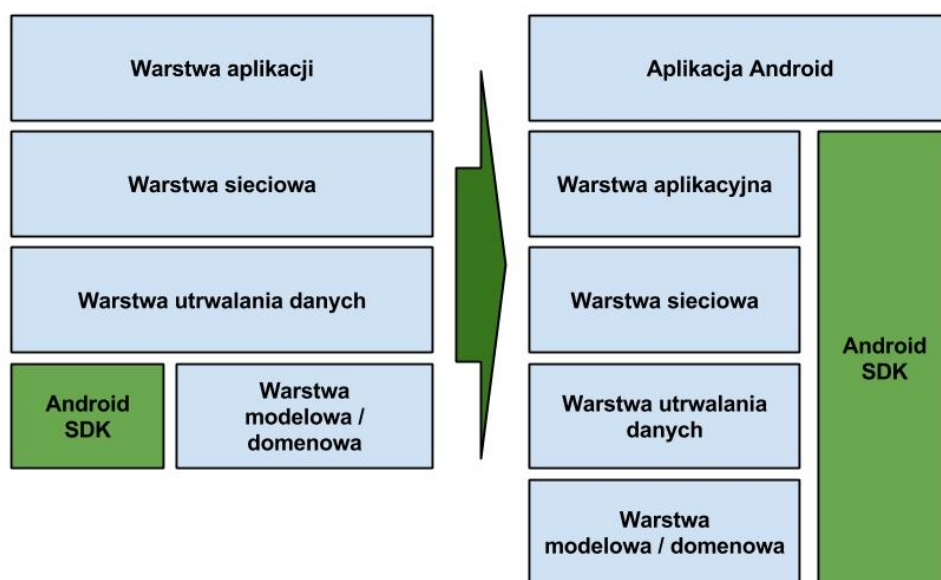 Warstwa aplikacji
Warstwa sieciowa
Warstwa utrwalania danych
Android
SDK
Warstwa
modelowa /
domenowa
Aplikacja Android
Warstwa aplikacyjna
Warstwa sieciowa
Warstwa utrwalania
danych
Warstwa
modelowa / domenowa
Android
SDK